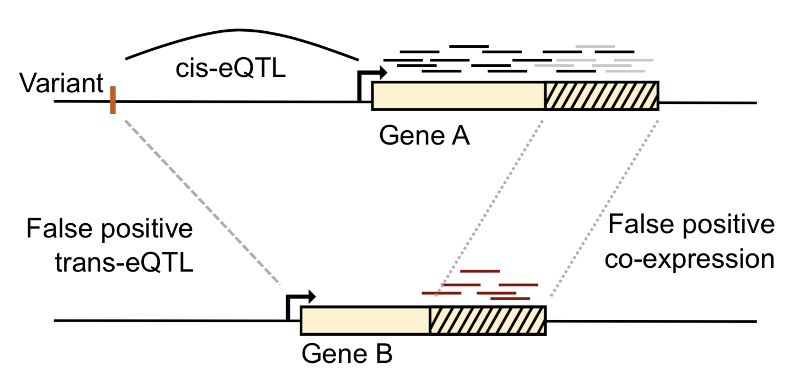 cis-eQTL
Variant
Gene A
False positive
trans-eQTL
False positive
co-expression
Gene B